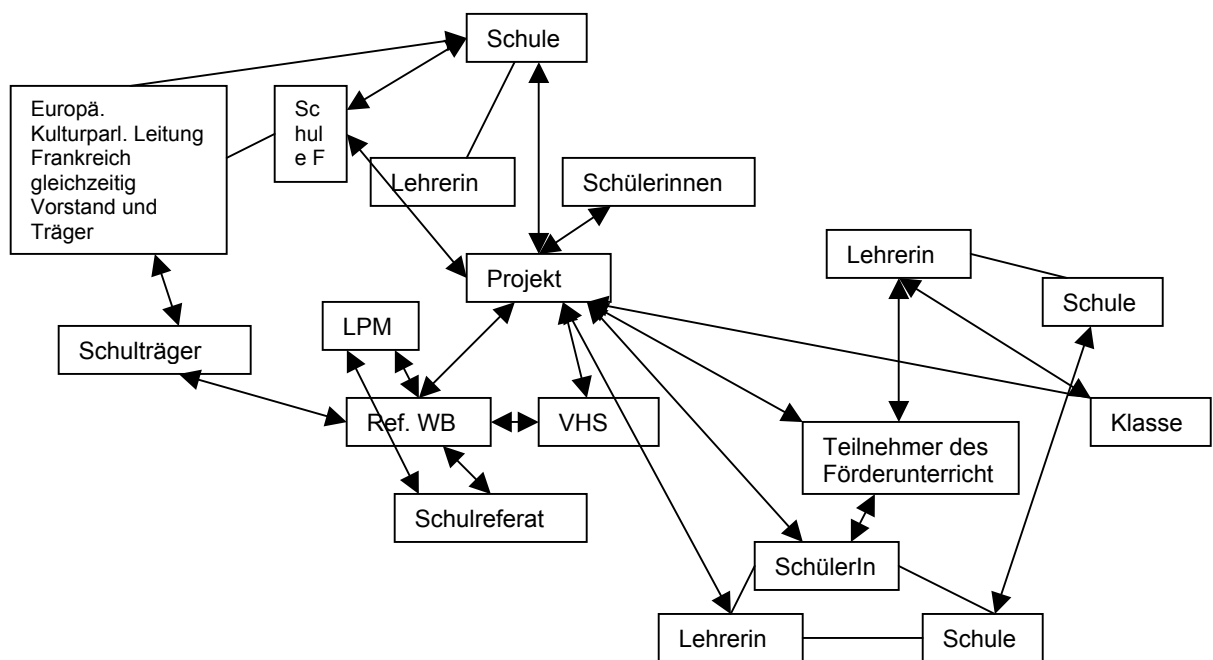 Schule
Europä.
Kulturparl. Leitung
Frankreich
gleichzeitig
Vorstand und
Träger
Sc
hul
e F
Lehrerin
Schülerinnen
Lehrerin
Projekt
Schule
LPM
Schulträger
Ref. WB
VHS
Klasse
Teilnehmer des
Förderunterricht
Schulreferat
SchülerIn
Lehrerin
Schule